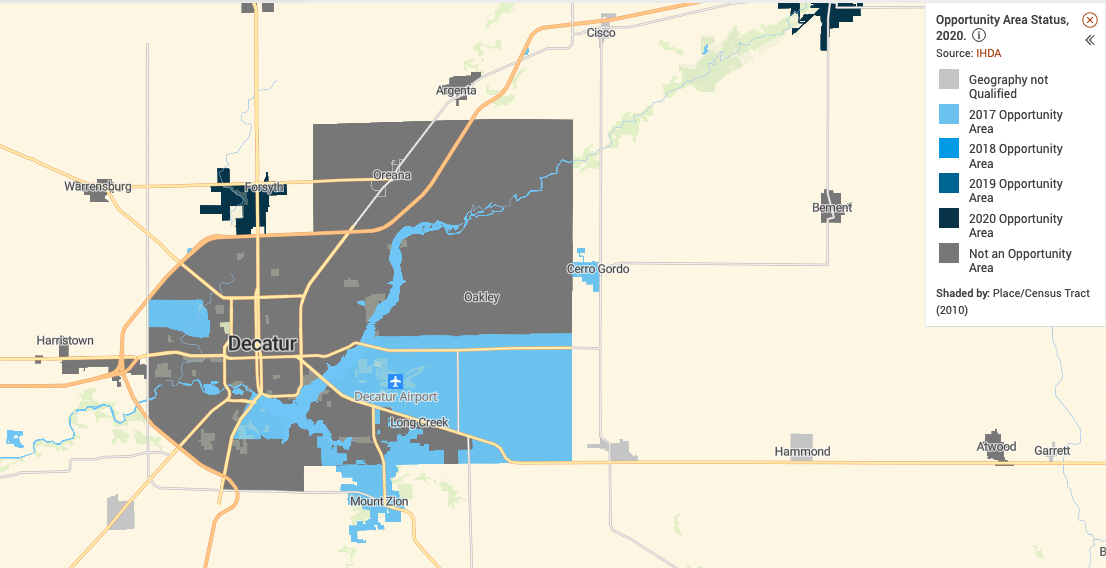 Cisco
Argenta
Oreana
Warrensburg
Forsyth
Bement
Cerro Gordo
Oakley
Harristown
Decatur
Decatur Airport
Long Creek
Hammond
Atwood
Garrett
Mount Zion
B
Opportunity Area Status,
2020.
Source: IHDA
Geography not
Qualified
2017 Opportunity
Area
2018 Opportunity
Area
2019 Opportunity
Area
2020 Opportunity
Area
Not an Opportunity
Area
Shaded by: Place/Census Tract
(2010)